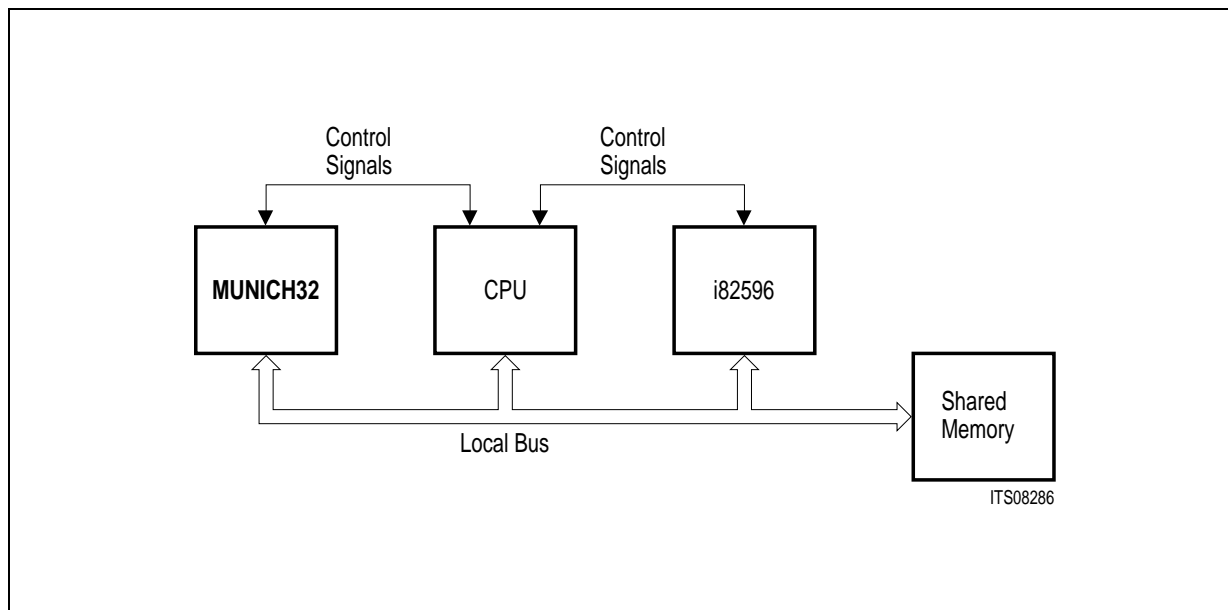 Control
Signals
Control
Signals
MUNICH32
CPU
i82596
Shared
Memory
Local Bus
ITS08286